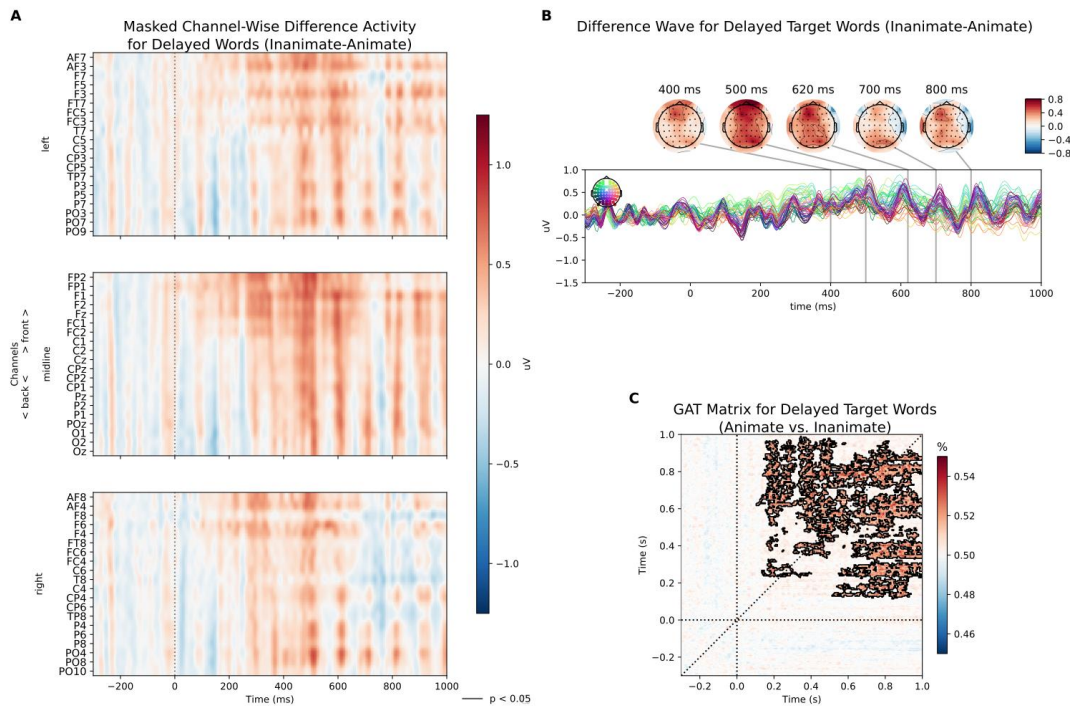 A
Masked Channel-Wise Difference Activity
for Delayed Words (Inanimate-Animate)
AF7
AF3
F7
F5
F3
FT7
FC5
FC3
T7
C5
C3
CP3
CP5
TP7
P3
P5
P7
PO3
PO7
PO9
left
−200
0
200
400
600
800
1000
FP2
FP1
F1
F2
Fz
FC1
FC2
C1
C2
Cz
CPz
CP2
CP1
Pz
P2
P1
POz
O1
O2
Oz
Channels
< back < > front >
midline
AF8
AF4
F8
F6
F4
FT8
FC6
FC4
C6
T8
C4
CP4
CP6
TP8
P4
P6
P8
PO4
PO8
PO10
right
−200
0
200
400
600
800
1000
Time (ms)
p < 0.05
1.0
0.5
0.0
−0.5
−1.0
uV
B
Difference Wave for Delayed Target Words (Inanimate-Animate)
400 ms
500 ms
620 ms
700 ms
800 ms
0.8
0.4
0.0
−0.4
−0.8
1.0
0.5
0.0
−0.5
−1.0
−1.5
uV
−200
0
200
400
600
800
1000
time (ms)
C
GAT Matrix for Delayed Target Words
(Animate vs. Inanimate)
1.0
0.8
0.6
0.4
0.2
0.0
−0.2
Time (s)
−0.2
0.0
0.2
0.4
0.6
0.8
1.0
Time (s)
%
0.54
0.52
0.50
0.48
0.46